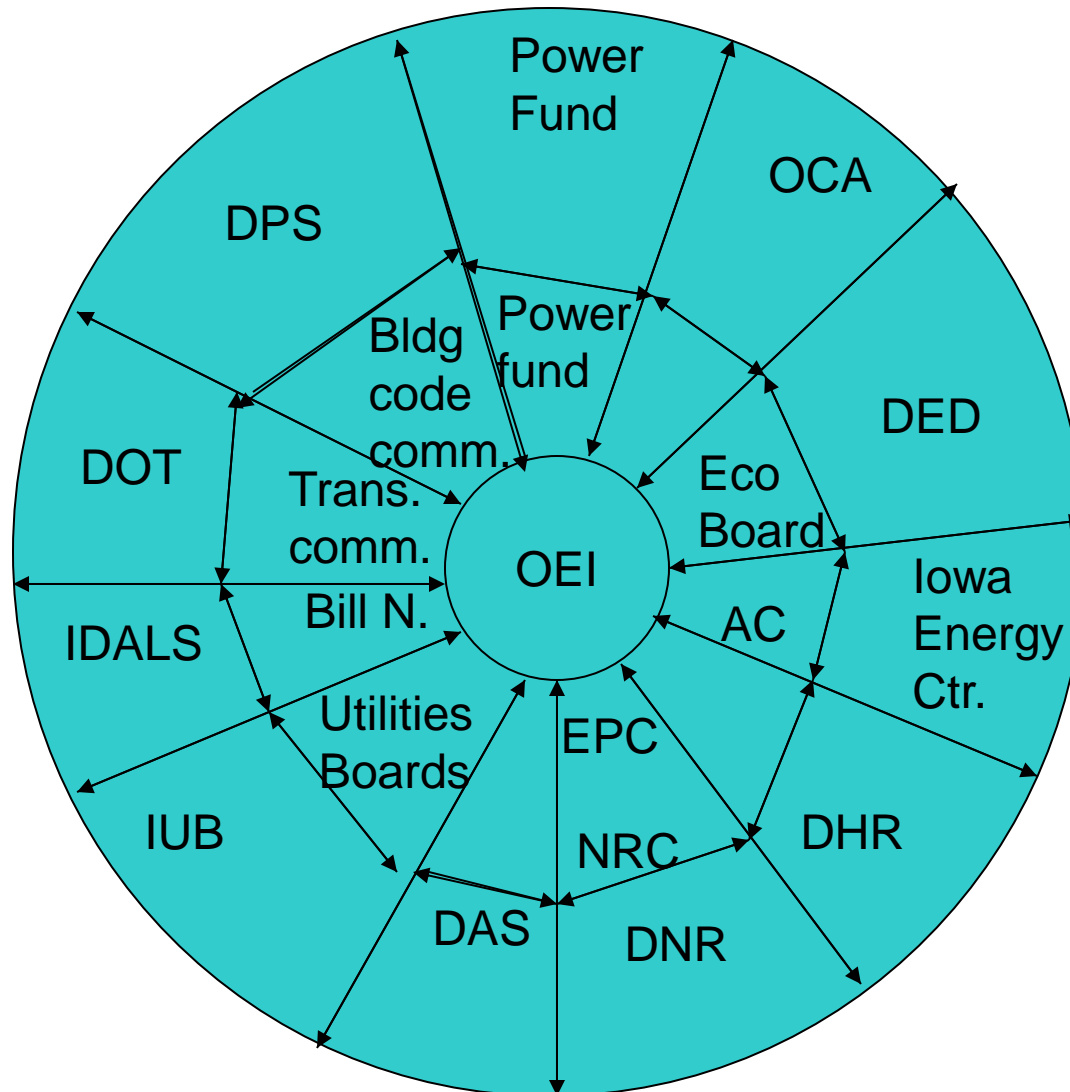 Power
Fund
OCA
DPS
Power
fund
Bldg
code
comm.
DED
DOT
Trans.
comm.
Eco
Board
OEI
Iowa
Energy
Ctr.
Bill N.
AC
IDALS
Utilities
Boards
EPC
IUB
NRC
DHR
DAS
DNR